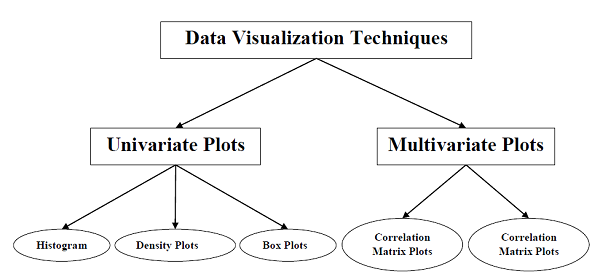 Data Visualization Techniques
Univariate Plots
Multivariate Plots
Histogram
Density Plots
Box Plots
Correlation
Matrix Plots
Correlation
Matrix Plots